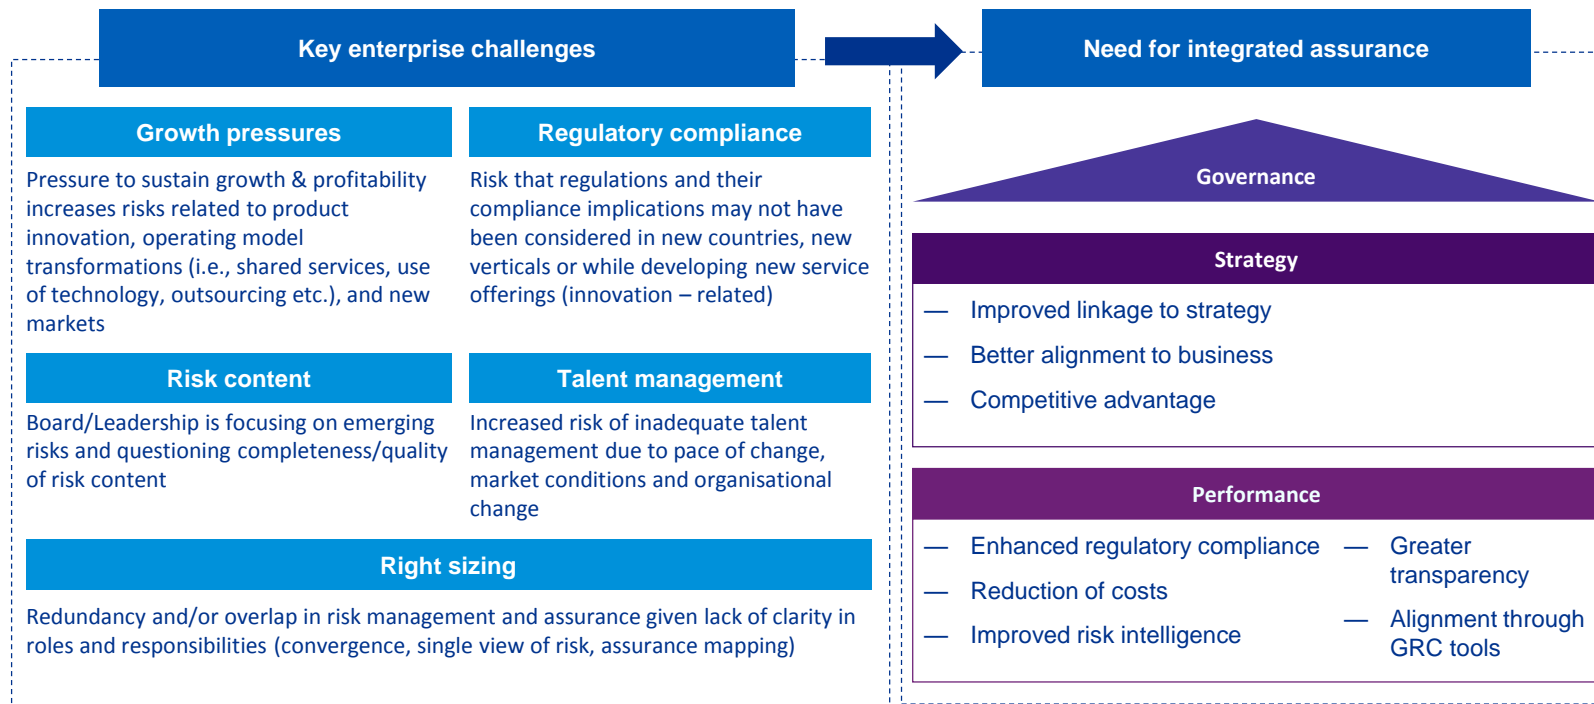 Key enterprise challenges
Need for integrated assurance
Growth pressures
Pressure to sustain growth & profitability
increases risks related to product
innovation, operating model
transformations (i.e., shared services, use
of technology, outsourcing etc.), and new
markets
Regulatory compliance
Risk that regulations and their
compliance implications may not have
been considered in new countries, new
verticals or while developing new service
offerings (innovation – related)
Risk content
Board/Leadership is focusing on emerging
risks and questioning completeness/quality
of risk content
Talent management
Increased risk of inadequate talent
management due to pace of change,
market conditions and organisational
change
Right sizing
Redundancy and/or overlap in risk management and assurance given lack of clarity in
roles and responsibilities (convergence, single view of risk, assurance mapping)
Governance
Strategy
— Improved linkage to strategy
— Better alignment to business
— Competitive advantage
Performance
— Enhanced regulatory compliance
— Reduction of costs
— Improved risk intelligence
— Greater
transparency
— Alignment through
GRC tools